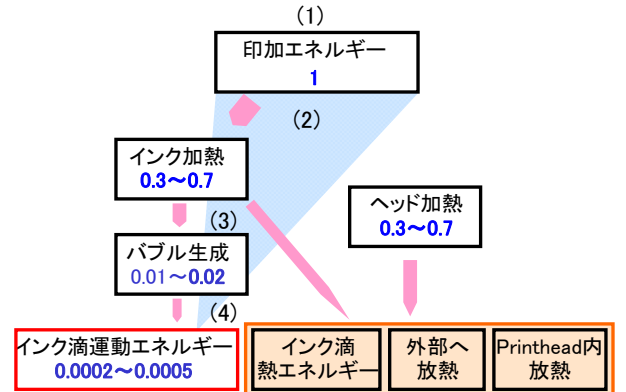 (1)
印加エネルギー
1
(2)
インク加熱
0.3～0.7
ヘッド加熱
0.3～0.7
(3)
バブル生成
0.01～0.02
(4)
インク滴運動エネルギー
0.0002～0.0005
インク滴
熱エネルギー
外部へ
放熱
Printhead内
放熱